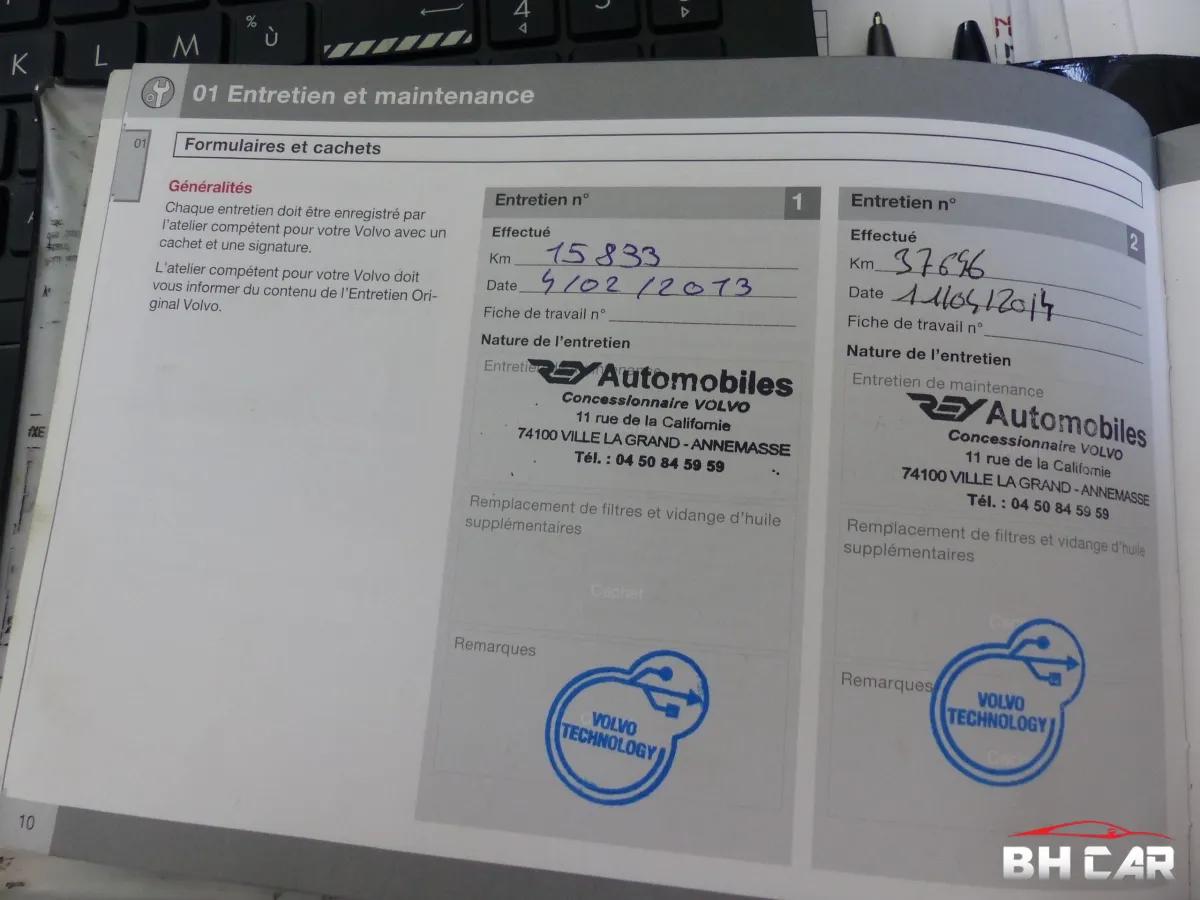 K
L
M
%
ù
4
01 Entretien et maintenance
01
Formulaires et cachets
Généralités
Chaque entretien doit être enregistré par
l'atelier compétent pour votre Volvo avec un
cachet et une signature.
L'atelier compétent pour votre Volvo doit
vous informer du contenu de l'Entretien Ori-
ginal Volvo.
Entretien n° 1
Effectué
Km 15 833
Date 4/02/2013
Fiche de travail n°
Nature de l'entretien
REY Automobiles
Concessionnaire VOLVO
11 rue de la Californie
74100 VILLE LA GRAND - ANNEMASSE
Tél. : 04 50 84 59 59
Remplacement de filtres et vidange d'huile
supplémentaires
Cachet
Remarques
VOLVO
TECHNOLOGY
Entretien n° 2
Effectué
Km 37646
Date 11/04/2014
Fiche de travail n°
Nature de l'entretien
Entretien de maintenance
REY Automobiles
Concessionnaire VOLVO
11 rue de la Californie
74100 VILLE LA GRAND - ANNEMASSE
Tél. : 04 50 84 59 59
Remplacement de filtres et vidange d'huile
supplémentaires
Remarques
VOLVO
TECHNOLOGY
10
BH CAR